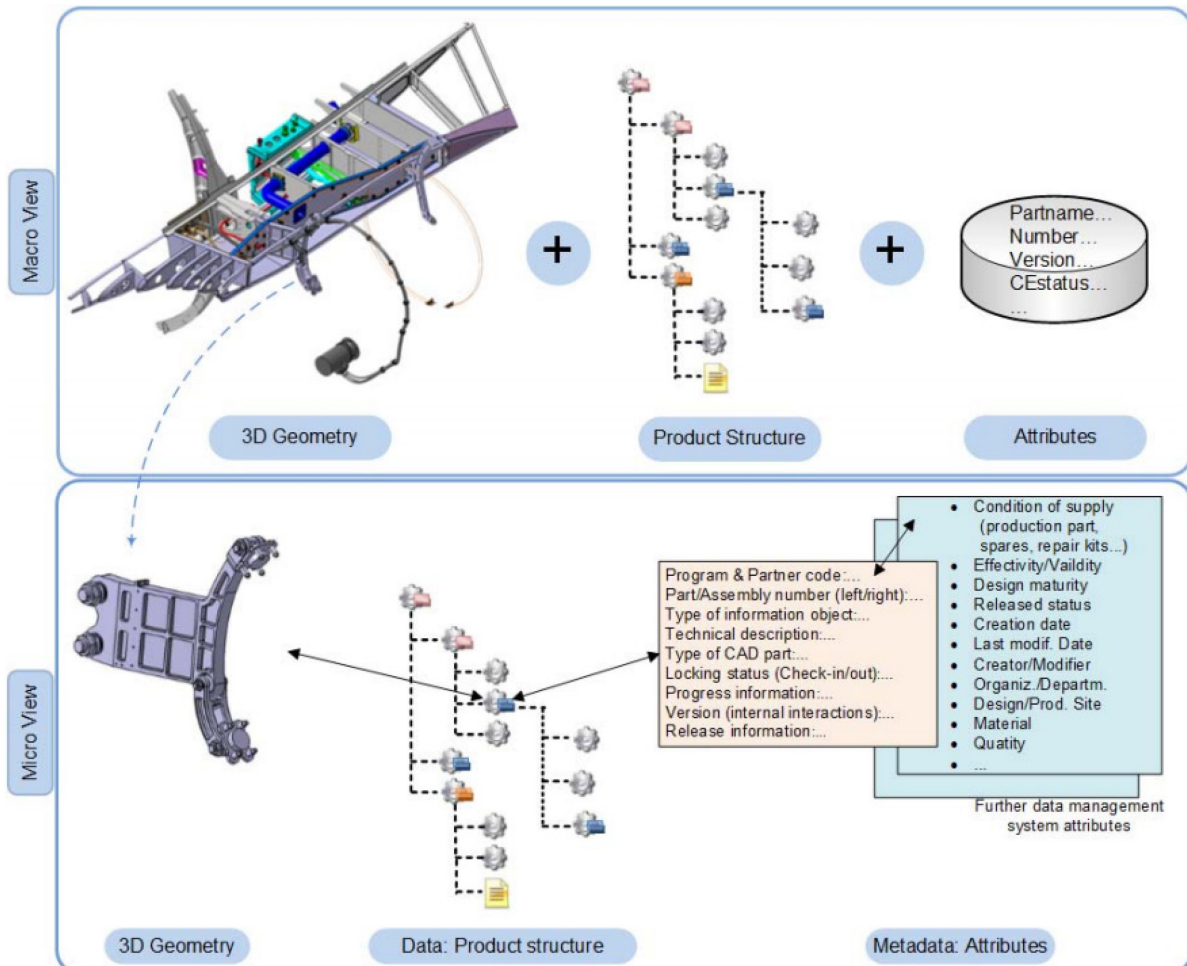 Macro View
Partname...
Number...
Version...
CEstatus...
...
+
+
3D Geometry
Product Structure
Attributes
Micro View
Program & Partner code:...
Part/Assembly number (left/right):...
Type of information object:...
Technical description:...
Type of CAD part:...
Locking status (Check-in/out):...
Progress information:...
Version (internal interactions):...
Release information:...
• Condition of supply
(production part,
spares, repair kits...)
• Effectivity/Vaildity
• Design maturity
• Released status
• Creation date
• Last modif. Date
• Creator/Modifier
• Organiz./Departm.
• Design/Prod. Site
• Material
• Quatity
• ...
Further data management
system attributes
3D Geometry
Data: Product structure
Metadata: Attributes